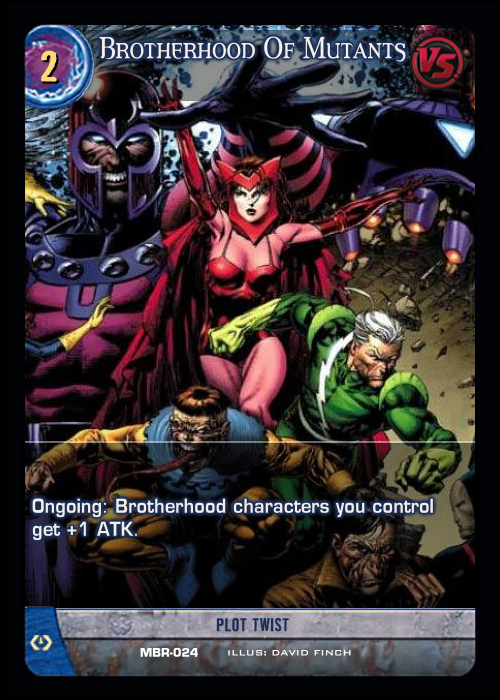 2
Brotherhood Of Mutants
VS.
Ongoing: Brotherhood characters you control
get +1 ATK.
PLOT TWIST
MBR-024 ILLUS: DAVID FINCH